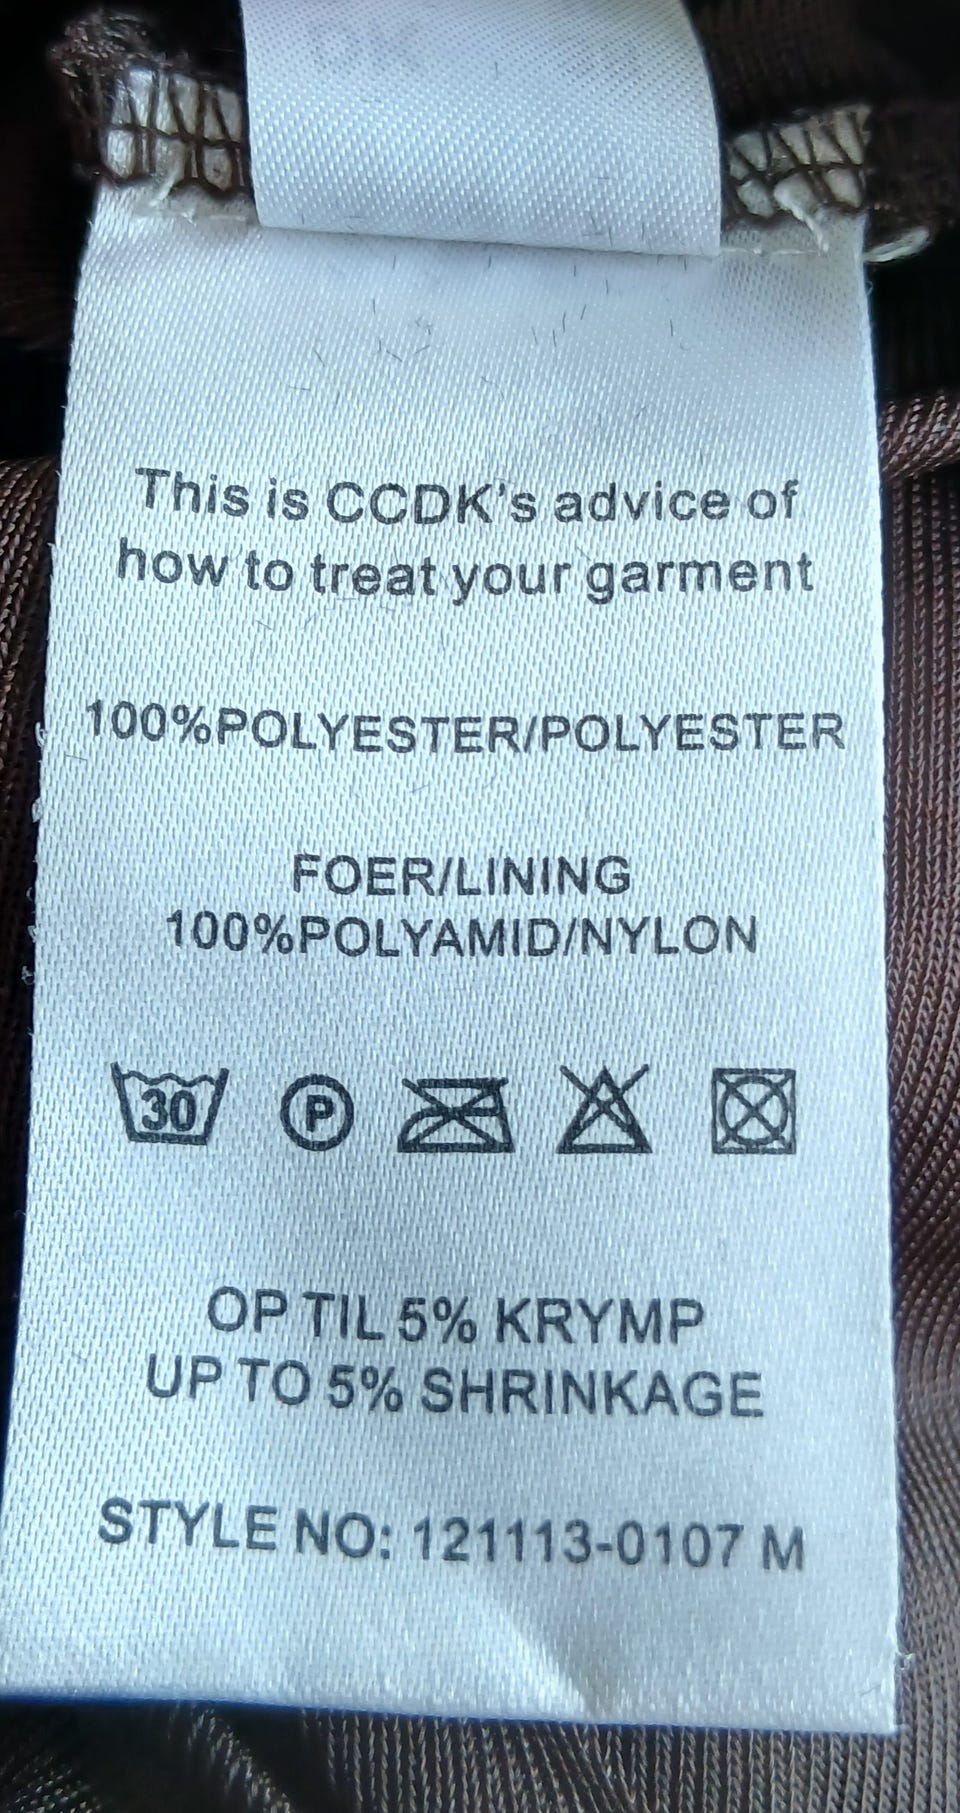 This is CCDK's advice of
how to treat your garment
100%POLYESTER/POLYESTER
FOER/LINING
100%POLYAMID/NYLON
30 P
OP TIL 5% KRYMP
UP TO 5% SHRINKAGE
STYLE NO: 121113-0107 M